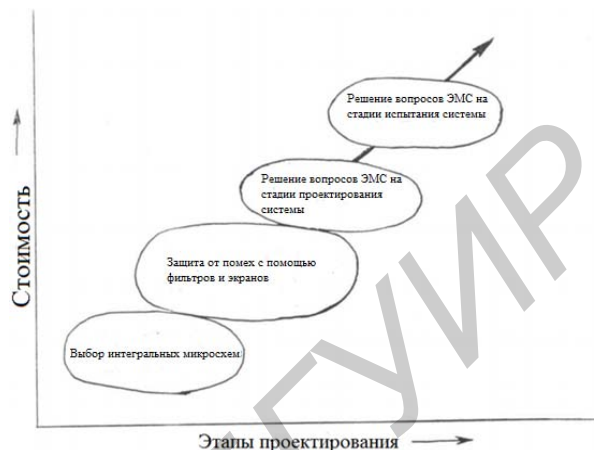 Решение вопросов ЭМС на
стадии испытания системы
Решение вопросов ЭМС на
стадии проектирования
системы
Защита от помех с помощью
фильтров и экранов
Выбор интегральных микросхем
Стоимость
Этапы проектирования
ГУИР